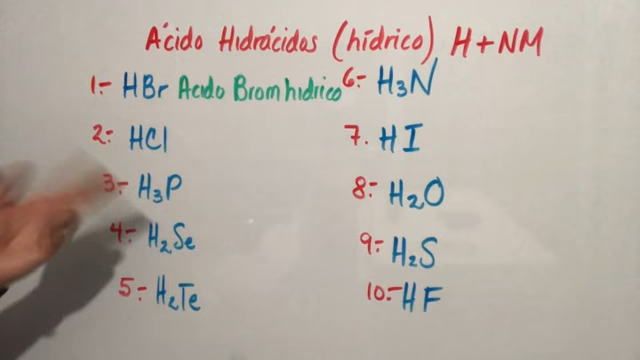 Ácido Hidrácidas (hídrico) H+NM
1.- HBr Acido Bromhidrico
2.- HCl
3.- H₃P
4.- H₂Se
5.- H₂Te
6.- H₃N
7. HI
8.- H₂O
9.- H₂S
10.- HF